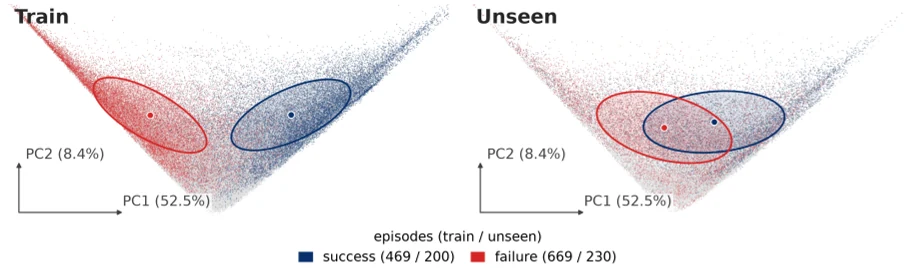 Train
PC2 (8.4%)
PC1 (52.5%)
Unseen
PC2 (8.4%)
PC1 (52.5%)
episodes (train / unseen)
success (469 / 200)
failure (669 / 230)